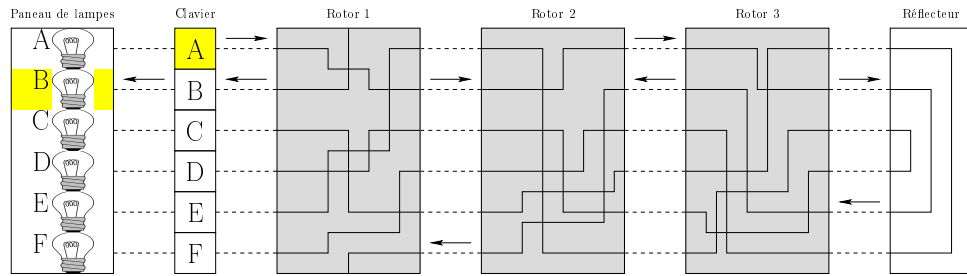 Paneau de lampes Clavier Rotor 1 Rotor 2 Rotor 3 Réflecteur
A A
B B
C C
D D
E E
F F